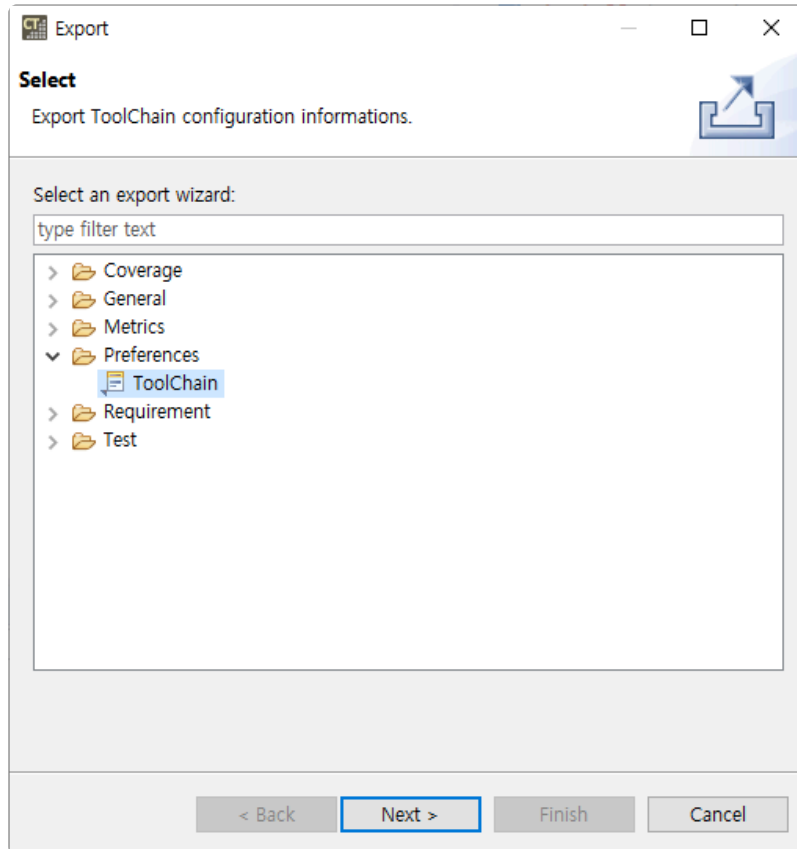 CT
Export
Select
Export ToolChain configuration informations.
Select an export wizard:
type filter text
Coverage
General
Metrics
Preferences
ToolChain
Requirement
Test
< Back Next > Finish Cancel